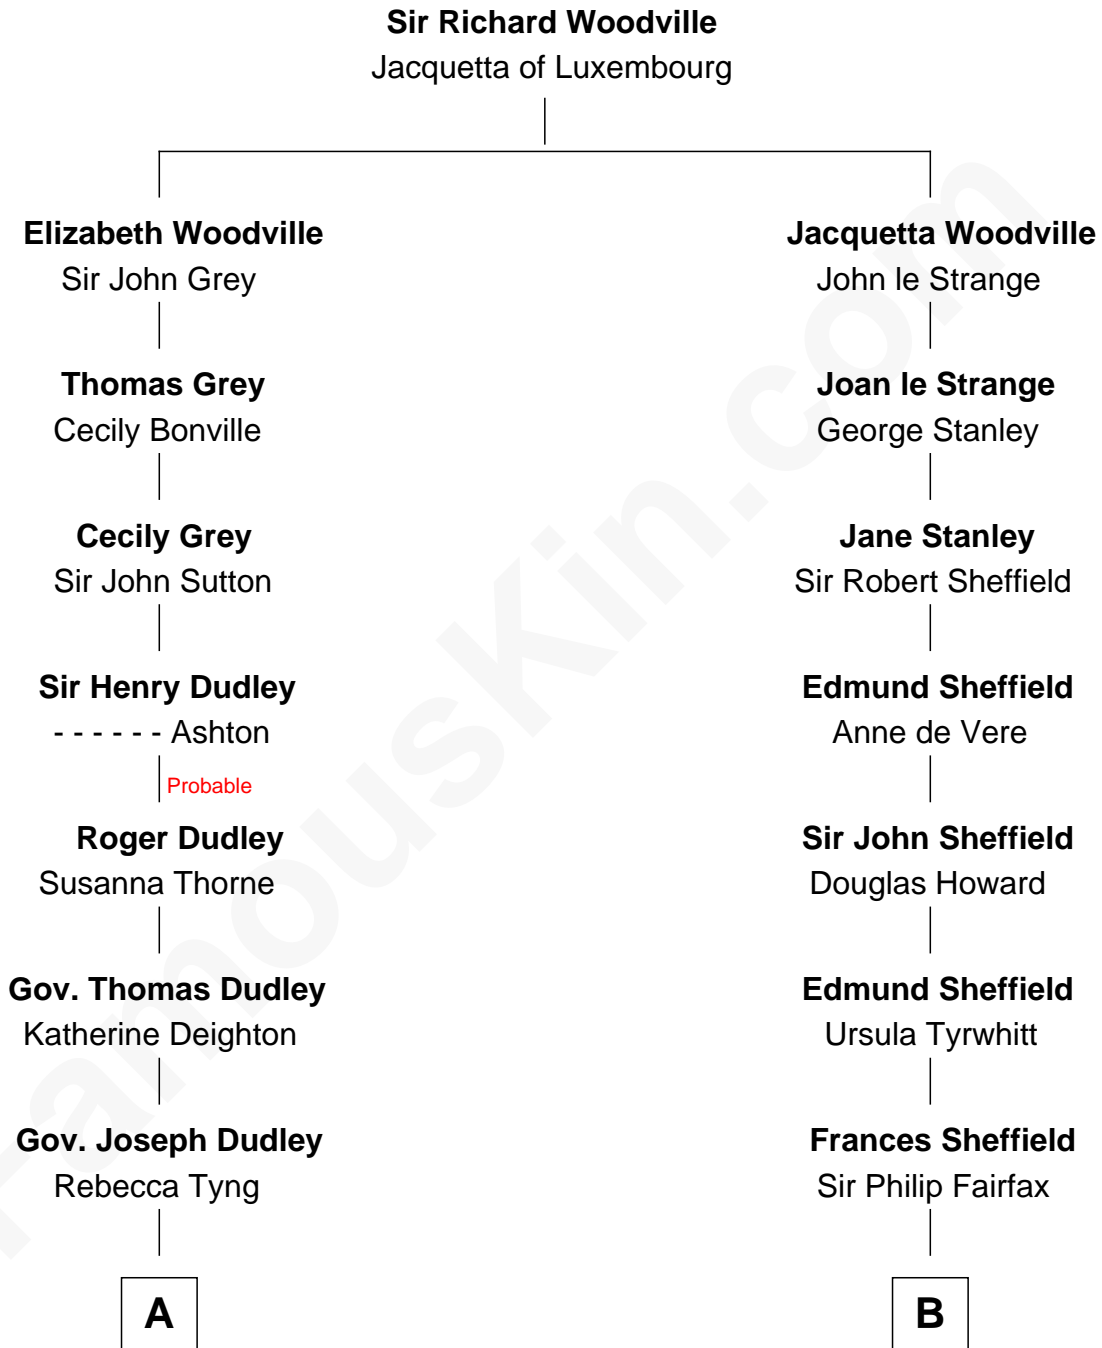 Sir Richard Woodville
Jacquetta of Luxembourg
Elizabeth Woodville
Sir John Grey
Thomas Grey
Cecily Bonville
Cecily Grey
Sir John Sutton
Sir Henry Dudley
- - - - - - Ashton
Probable
Roger Dudley
Susanna Thorne
Gov. Thomas Dudley
Katherine Deighton
Gov. Joseph Dudley
Rebecca Tyng
A
Jacquetta Woodville
John le Strange
Joan le Strange
George Stanley
Jane Stanley
Sir Robert Sheffield
Edmund Sheffield
Anne de Vere
Sir John Sheffield
Douglas Howard
Edmund Sheffield
Ursula Tyrwhitt
Frances Sheffield
Sir Philip Fairfax
B
FamousKin.com